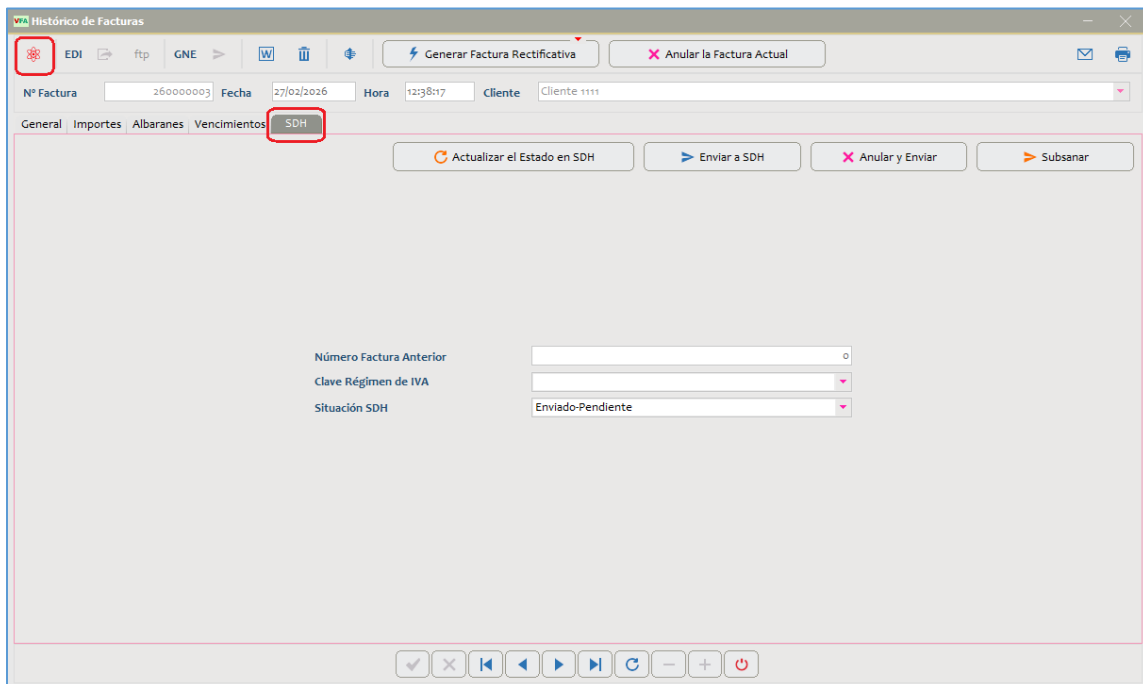 VFA Histórico de Facturas
EDI ftp GNE W Generar Factura Rectificativa Anular la Factura Actual
Nº Factura 260000003 Fecha 27/02/2026 Hora 12:38:17 Cliente Cliente 1111
General Importes Albaranes Vencimientos SDH
Actualizar el Estado en SDH Enviar a SDH Anular y Enviar Subsanar
Número Factura Anterior 0
Clave Régimen de IVA
Situación SDH Enviado-Pendiente